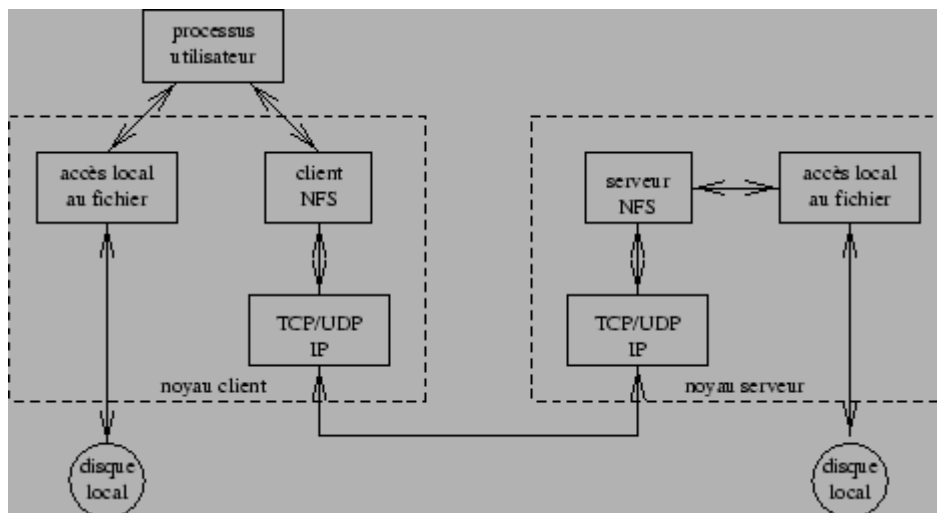 processus
utilisateur
accès local
au fichier
client
NFS
serveur
NFS
accès local
au fichier
TCP/UDP
IP
TCP/UDP
IP
noyau client
noyau serveur
disque
local
disque
local